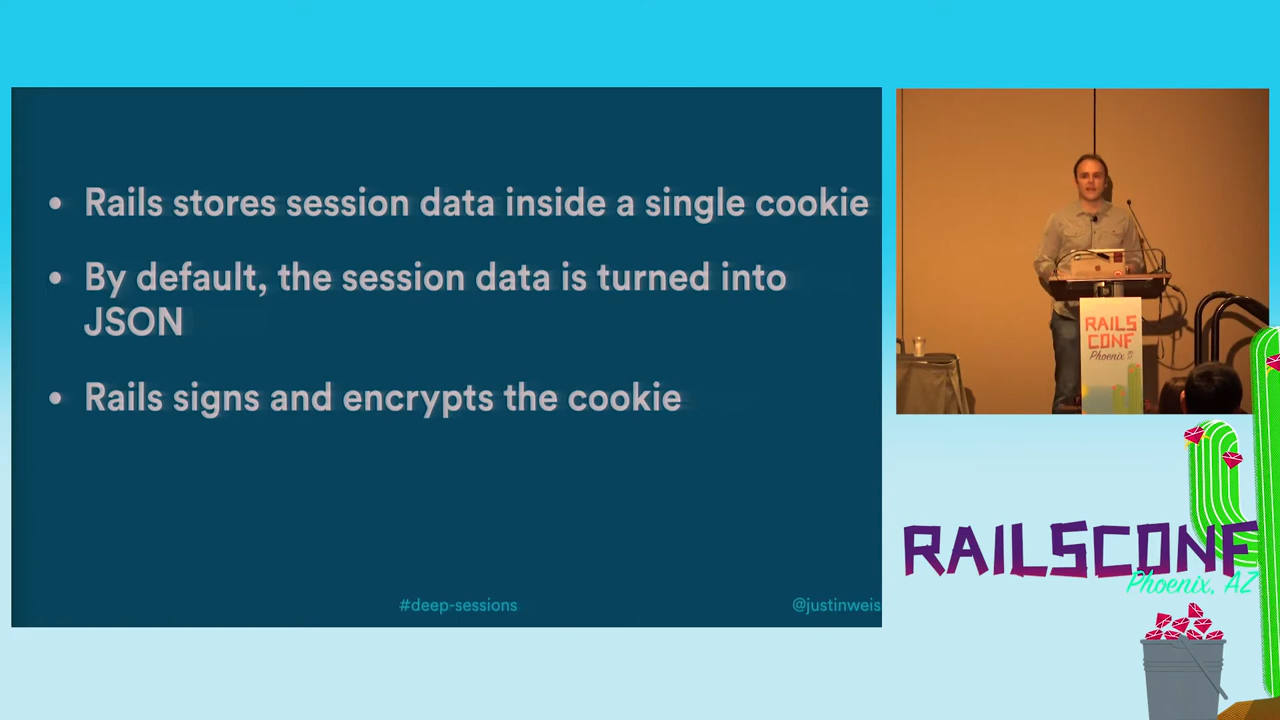 • Rails stores session data inside a single cookie
• By default, the session data is turned into
JSON
• Rails signs and encrypts the cookie
#deep-sessions
@justinweis
RAILS
CONF
Phoenix
RAILSCONF
Phoenix, AZ